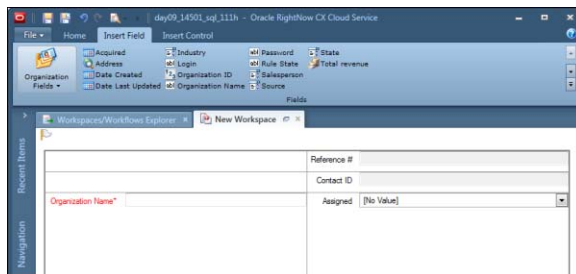 day09_14501_sql_111h - Oracle RightNow CX Cloud Service
File Home Insert Field Insert Control
Organization Fields
Acquired Industry Password State
Address Login Rule State Total revenue
Date Created Organization ID Salesperson
Date Last Updated Organization Name Source
Fields
Workspaces/Workflows Explorer New Workspace
Recent Items
Navigation
Reference #
Contact ID
Organization Name* Assigned [No Value]